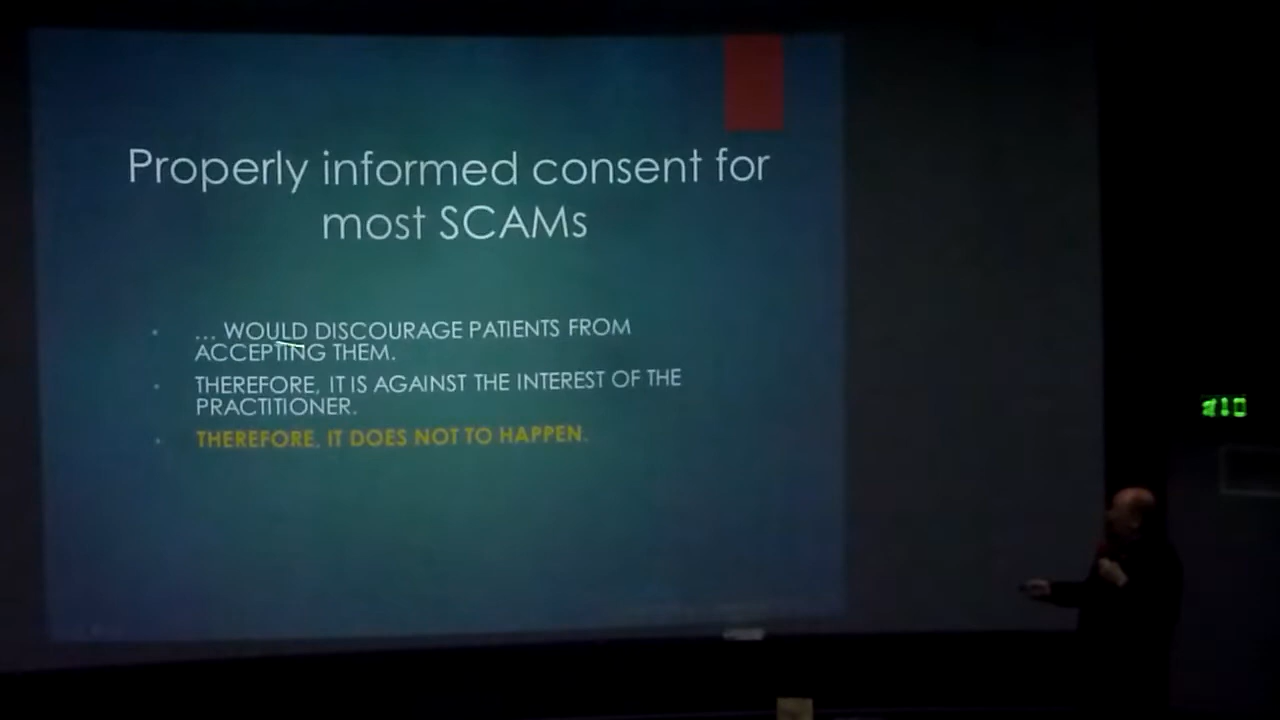 Properly informed consent for
most SCAMs
... WOULD DISCOURAGE PATIENTS FROM
ACCEPTING THEM.
THEREFORE, IT IS AGAINST THE INTEREST OF THE
PRACTITIONER.
THEREFORE, IT DOES NOT TO HAPPEN.